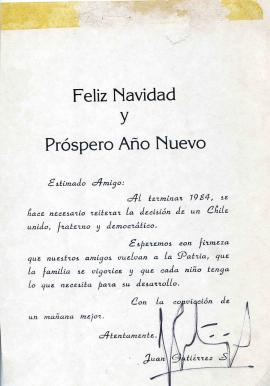 Feliz Navidad
y
Próspero Año Nuevo
Estimado Amigo:
Al terminar 1984, se
hace necesario reiterar la decisión de un Chile
unido, fraterno y democrático.
Esperemos con firmeza
que nuestros amigos vuelvan a la Patria, que
la familia se vigorice y que cada niño tenga
lo que necesita para su desarrollo.
Con la convicción de
un mañana mejor.
Atentamente,
Juan Gutiérrez S.